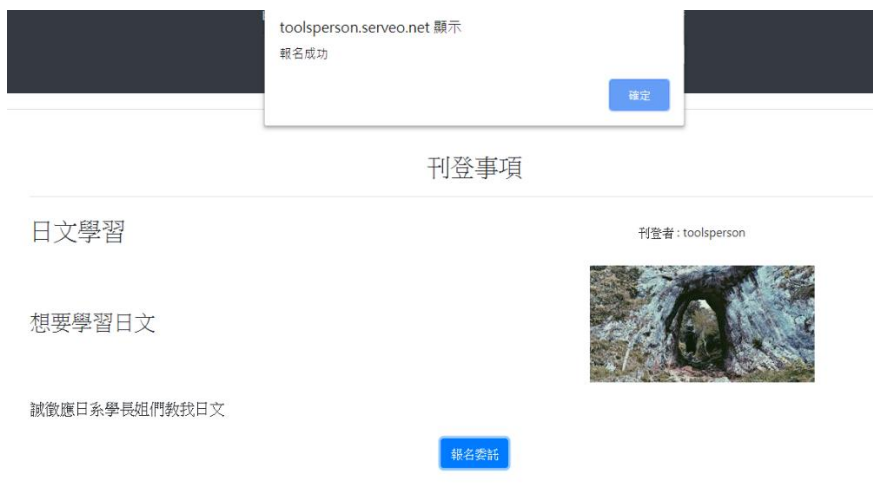 toolsperson.serveo.net 顯示
報名成功
確定
刊登事項
日文學習
刊登者 : toolsperson
想要學習日文
誠徵應日系學長姐們教我日文
報名委託